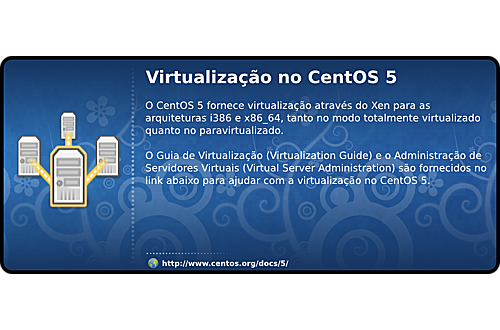 Virtualização no CentOS 5
O CentOS 5 fornece virtualização através do Xen para as
arquiteturas i386 e x86_64, tanto no modo totalmente virtualizado
quanto no paravirtualizado.
O Guia de Virtualização (Virtualization Guide) e o Administração de
Servidores Virtuais (Virtual Server Administration) são fornecidos no
link abaixo para ajudar com a virtualização no CentOS 5.
http://www.centos.org/docs/5/